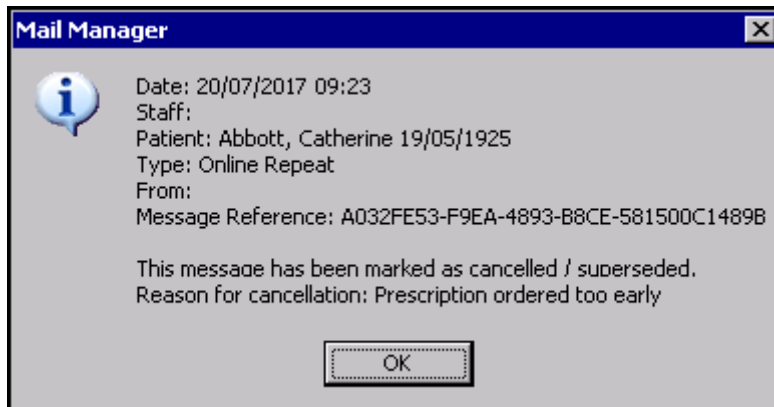 Mail Manager
Date: 20/07/2017 09:23
Staff:
Patient: Abbott, Catherine 19/05/1925
Type: Online Repeat
From:
Message Reference: A032FE53-F9EA-4893-B8CE-581500C1489B
This message has been marked as cancelled / superseded.
Reason for cancellation: Prescription ordered too early
OK